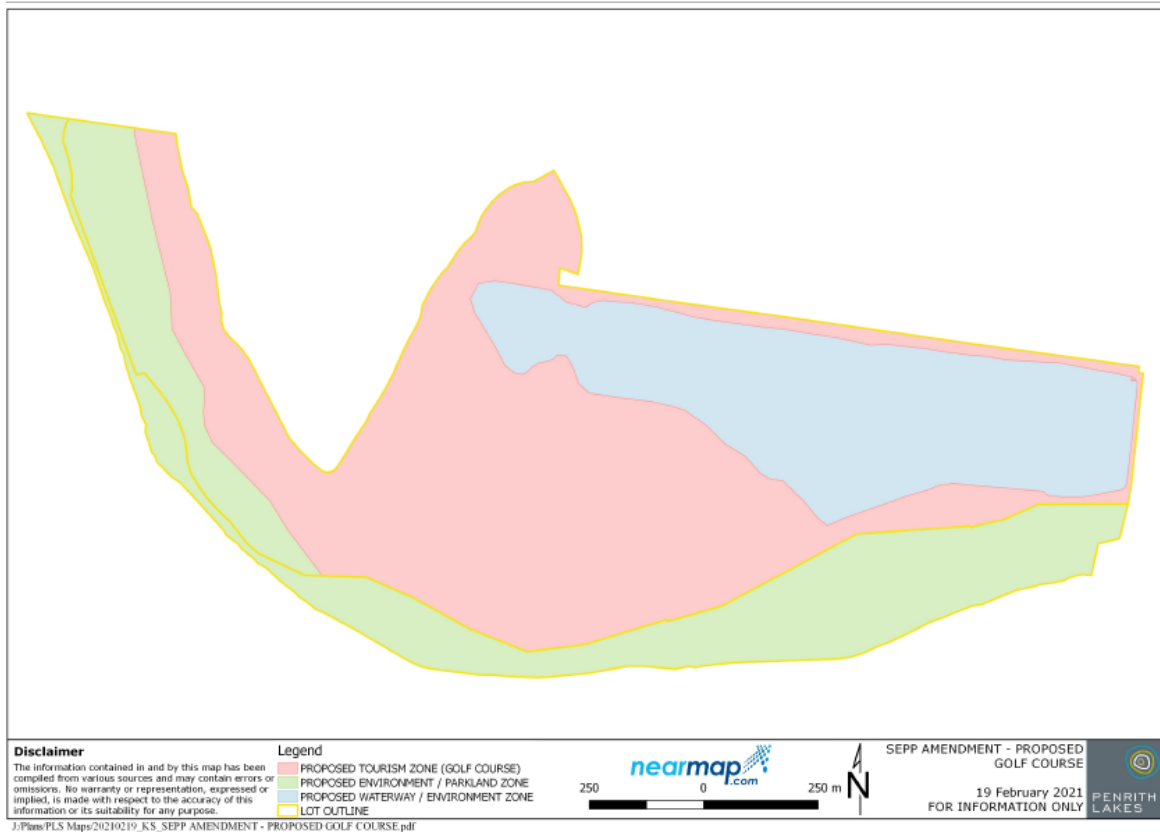 Disclaimer
The information contained in and by this map has been
compiled from various sources and may contain errors or
omissions. No warranty or representation, expressed or
implied, is made with respect to the accuracy of this
information or its suitability for any purpose.
Legend
PROPOSED TOURISM ZONE (GOLF COURSE)
PROPOSED ENVIRONMENT / PARKLAND ZONE
PROPOSED WATERWAY / ENVIRONMENT ZONE
LOT OUTLINE
nearmap
.com
250 0 250 m
N
SEPP AMENDMENT - PROPOSED
GOLF COURSE
19 February 2021
FOR INFORMATION ONLY
PENRITH
LAKES
J:/Plans/PLS Maps/20210219_KS_SEPP AMENDMENT - PROPOSED GOLF COURSE.pdf